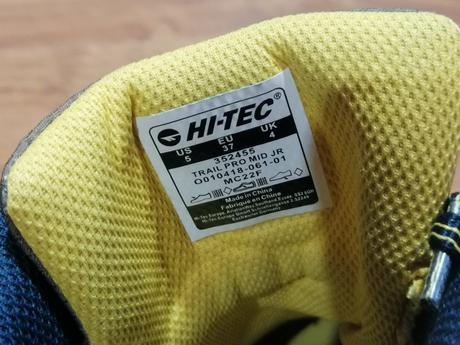 HI-TEC®
US EU UK
5 37 4
352455
TRAIL PRO MID JR
O010418-061-01
MC22F
Made in China
Fabriqué en Chine